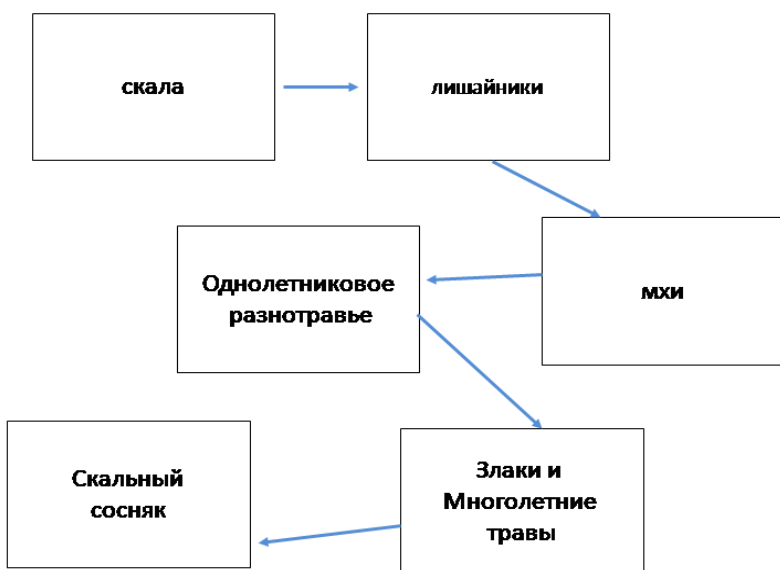 скала
лишайники
мхи
Однолетниковое
разнотравье
Злаки и
Многолетние
травы
Скальный
сосняк